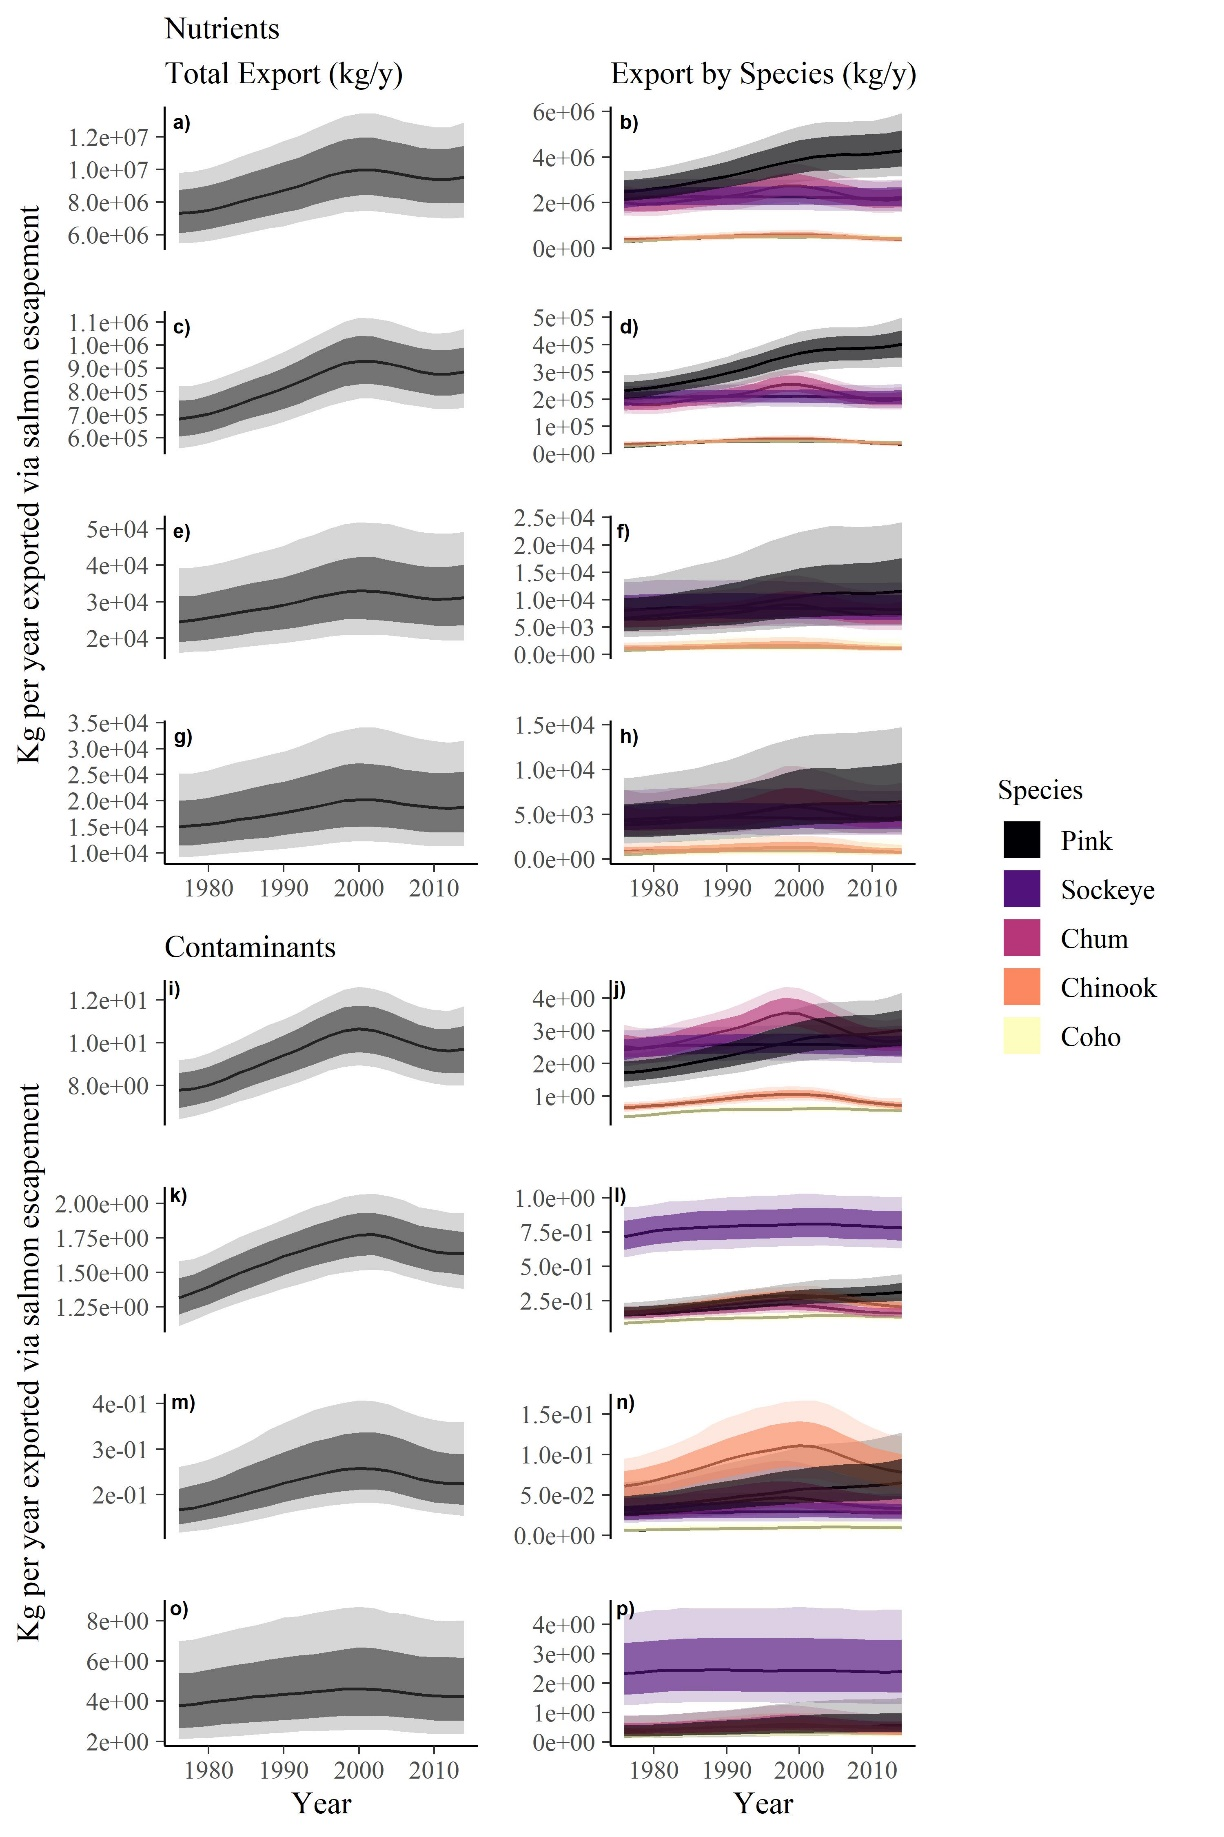 Nutrients
Total Export (kg/y)
Export by Species (kg/y)
Kg per year exported via salmon escapement
a)
1.2e+07
1.0e+07
8.0e+06
6.0e+06
b)
6e+06
4e+06
2e+06
0e+00
c)
1.1e+06
1.0e+06
9.0e+05
8.0e+05
7.0e+05
6.0e+05
d)
5e+05
4e+05
3e+05
2e+05
1e+05
0e+00
e)
5e+04
4e+04
3e+04
2e+04
f)
2.5e+04
2.0e+04
1.5e+04
1.0e+04
5.0e+03
0.0e+00
g)
3.5e+04
3.0e+04
2.5e+04
2.0e+04
1.5e+04
1.0e+04
1980 1990 2000 2010
h)
1.5e+04
1.0e+04
5.0e+03
0.0e+00
1980 1990 2000 2010
Species
Pink
Sockeye
Chum
Chinook
Coho
Contaminants
Kg per year exported via salmon escapement
i)
1.2e+01
1.0e+01
8.0e+00
j)
4e+00
3e+00
2e+00
1e+00
k)
2.00e+00
1.75e+00
1.50e+00
1.25e+00
l)
1.0e+00
7.5e-01
5.0e-01
2.5e-01
m)
4e-01
3e-01
2e-01
n)
1.5e-01
1.0e-01
5.0e-02
0.0e+00
o)
8e+00
6e+00
4e+00
2e+00
1980 1990 2000 2010
Year
p)
4e+00
3e+00
2e+00
1e+00
0e+00
1980 1990 2000 2010
Year